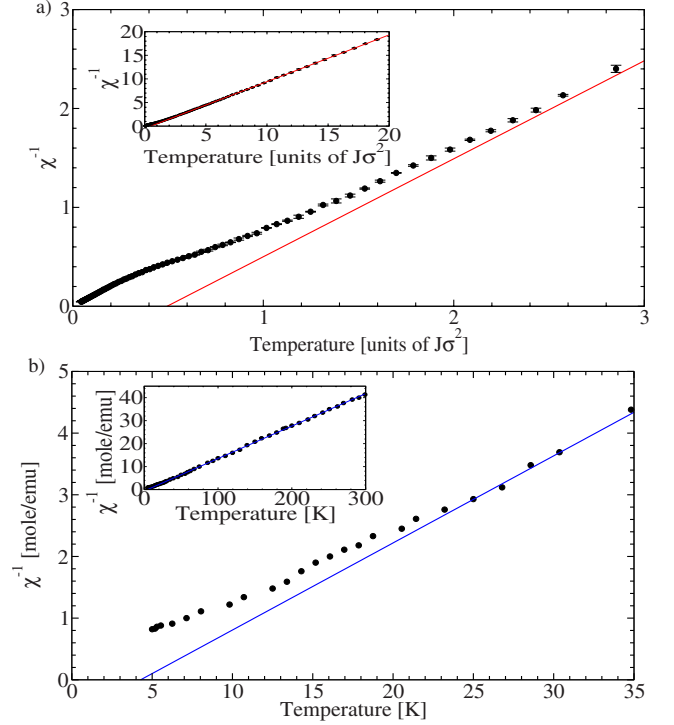 a)
3
20
15
10
5
0
χ⁻¹
0 5 10 15 20
Temperature [units of Jσ²]
2
χ⁻¹
1
0
0 1 2 3
Temperature [units of Jσ²]
b)
5
40
30
20
10
0
χ⁻¹ [mole/emu]
0 100 200 300
Temperature [K]
4
3
χ⁻¹ [mole/emu]
2
1
0
0 5 10 15 20 25 30 35
Temperature [K]